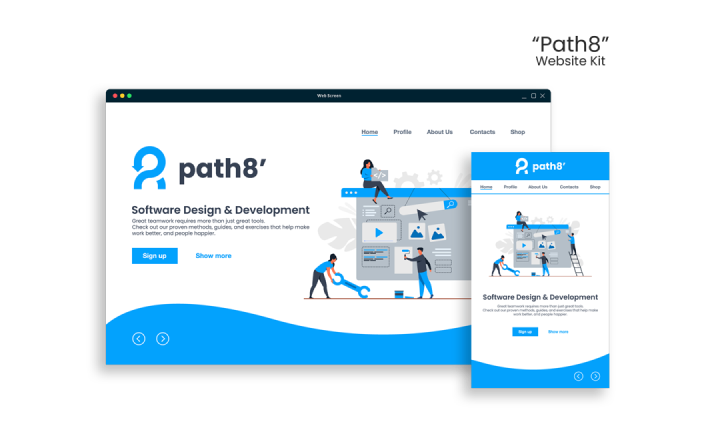 “Path8”
Website Kit
Web Screen
Home Profile About Us Contacts Shop
path8’
Software Design & Development
Great teamwork requires more than just great tools.
Check out our proven methods, guides, and exercises that help make
work better, and people happier.
Sign up Show more
path8’
Home Profile About Us Contacts Shop
Software Design & Development
Great teamwork requires more than just great tools.
Check out our proven methods, guides, and exercises that help make
work better, and people happier.
Sign up Show more